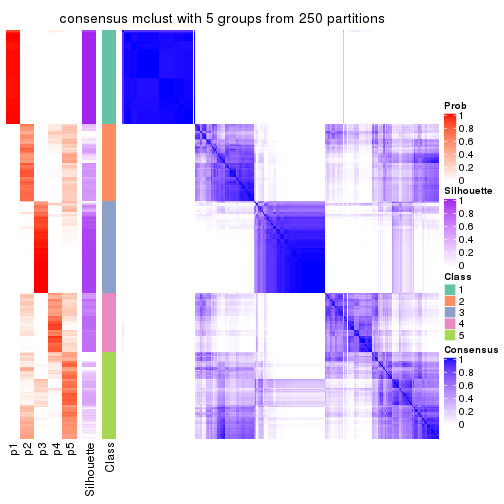 consensus mclust with 5 groups from 250 partitions
Prob
1
0.8
0.6
0.4
0.2
0
Silhouette
1
0.8
0.6
0.4
0.2
0
Class
1
2
3
4
5
Consensus
1
0.8
0.6
0.4
0.2
0
p1
p2
p3
p4
p5
Silhouette
Class